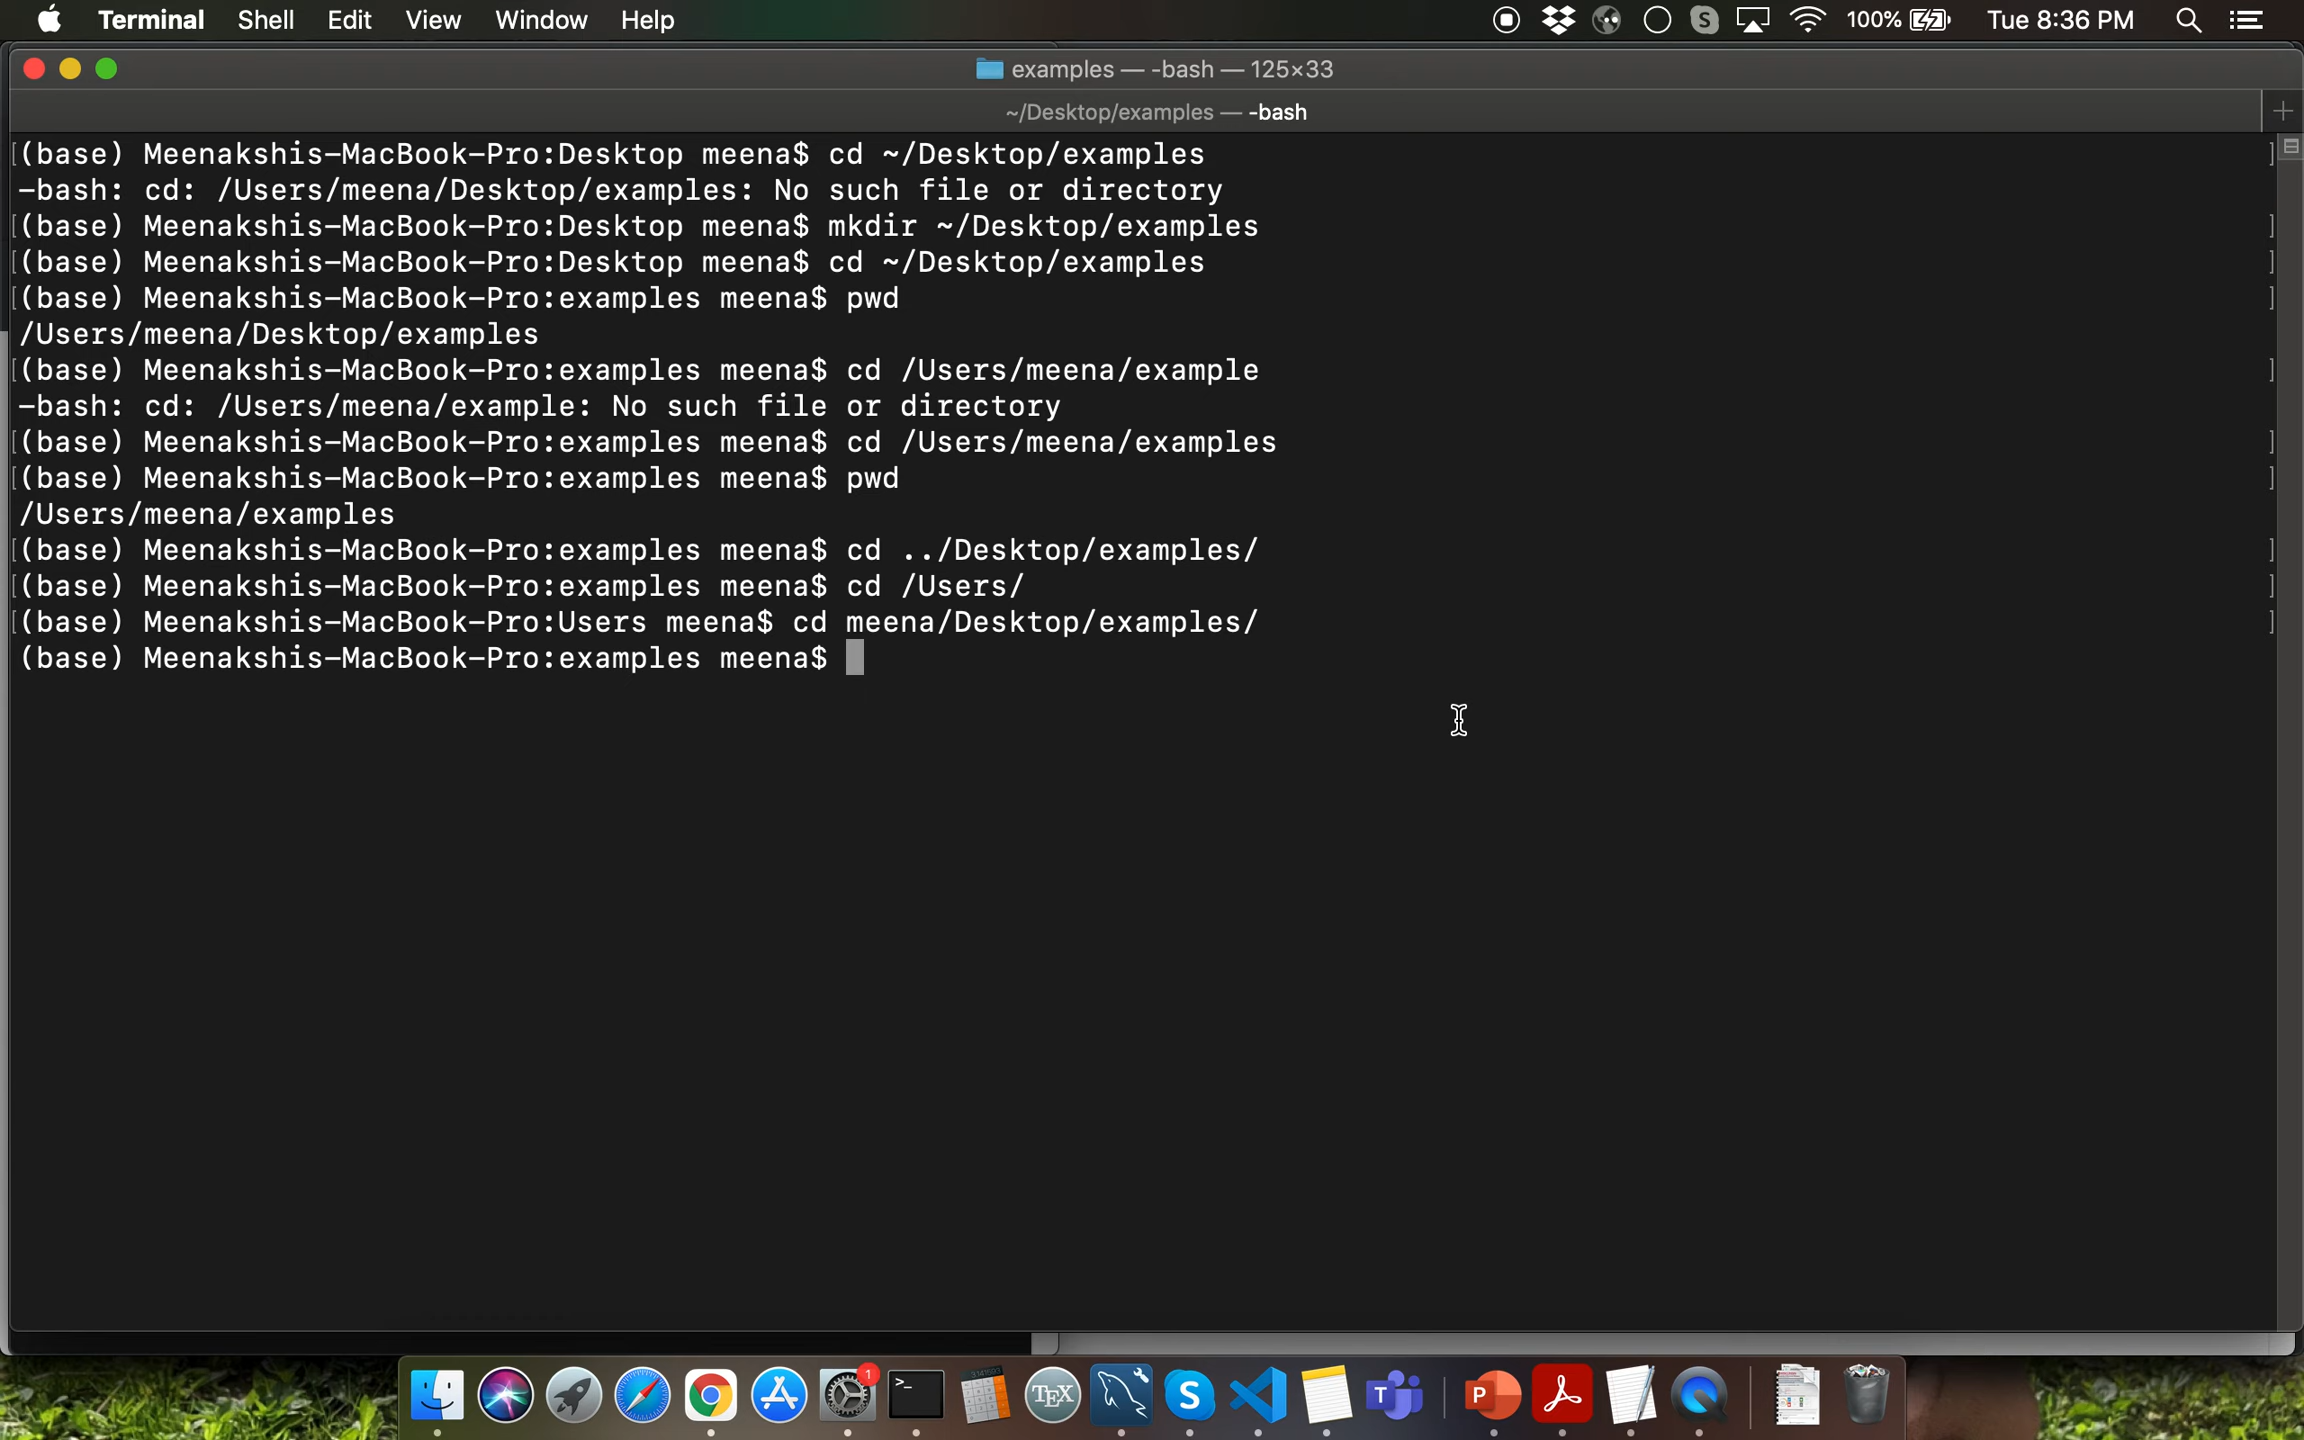 Terminal Shell Edit View Window Help 100% Tue 8:36 PM
examples — -bash — 125×33
~/Desktop/examples — -bash
(base) Meenakshis-MacBook-Pro:Desktop meena$ cd ~/Desktop/examples
-bash: cd: /Users/meena/Desktop/examples: No such file or directory
(base) Meenakshis-MacBook-Pro:Desktop meena$ mkdir ~/Desktop/examples
(base) Meenakshis-MacBook-Pro:Desktop meena$ cd ~/Desktop/examples
(base) Meenakshis-MacBook-Pro:examples meena$ pwd
/Users/meena/Desktop/examples
(base) Meenakshis-MacBook-Pro:examples meena$ cd /Users/meena/example
-bash: cd: /Users/meena/example: No such file or directory
(base) Meenakshis-MacBook-Pro:examples meena$ cd /Users/meena/examples
(base) Meenakshis-MacBook-Pro:examples meena$ pwd
/Users/meena/examples
(base) Meenakshis-MacBook-Pro:examples meena$ cd ../Desktop/examples/
(base) Meenakshis-MacBook-Pro:examples meena$ cd /Users/
(base) Meenakshis-MacBook-Pro:Users meena$ cd meena/Desktop/examples/
(base) Meenakshis-MacBook-Pro:examples meena$